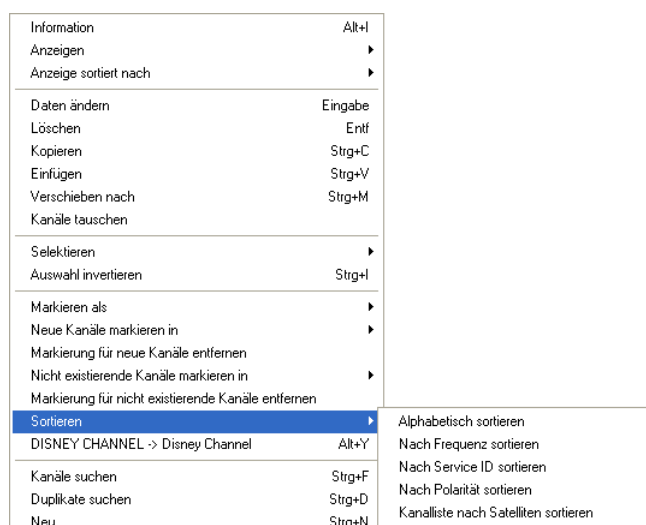 Information Alt+I
Anzeigen
Anzeige sortiert nach
Daten ändern Eingabe
Löschen Entf
Kopieren Strg+C
Einfügen Strg+V
Verschieben nach Strg+M
Kanäle tauschen
Selektieren
Auswahl invertieren Strg+I
Markieren als
Neue Kanäle markieren in
Markierung für neue Kanäle entfernen
Nicht existierende Kanäle markieren in
Markierung für nicht existierende Kanäle entfernen
Sortieren
DISNEY CHANNEL -> Disney Channel Alt+Y
Kanäle suchen Strg+F
Duplikate suchen Strg+D
Neu Strg+N
Alphabetisch sortieren
Nach Frequenz sortieren
Nach Service ID sortieren
Nach Polarität sortieren
Kanalliste nach Satelliten sortieren